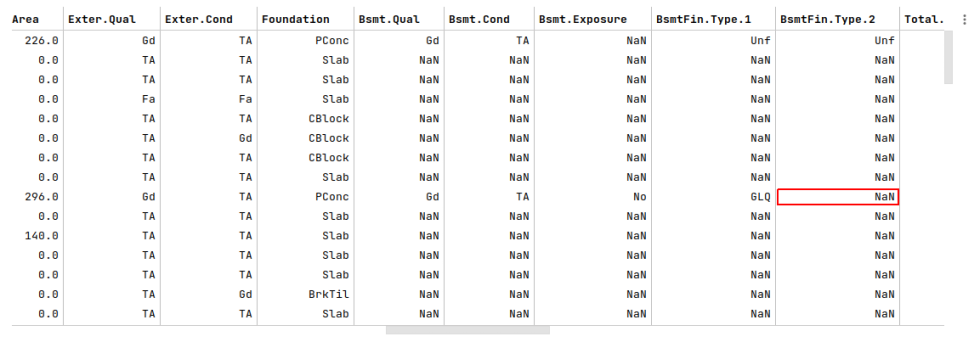 Area Exter.Qual Exter.Cond Foundation Bsmt.Qual Bsmt.Cond Bsmt.Exposure BsmtFin.Type.1 BsmtFin.Type.2 Total.
226.0 Gd TA PConc Gd TA NaN Unf Unf
0.0 TA TA Slab NaN NaN NaN NaN NaN
0.0 TA TA Slab NaN NaN NaN NaN NaN
0.0 Fa Fa Slab NaN NaN NaN NaN NaN
0.0 TA TA CBlock NaN NaN NaN NaN NaN
0.0 TA Gd CBlock NaN NaN NaN NaN NaN
0.0 TA TA CBlock NaN NaN NaN NaN NaN
0.0 TA TA Slab NaN NaN NaN NaN NaN
296.0 Gd TA PConc Gd TA No GLQ NaN
0.0 TA TA Slab NaN NaN NaN NaN NaN
140.0 TA TA Slab NaN NaN NaN NaN NaN
0.0 TA TA Slab NaN NaN NaN NaN NaN
0.0 TA TA Slab NaN NaN NaN NaN NaN
0.0 TA Gd BrkTil NaN NaN NaN NaN NaN
0.0 TA TA Slab NaN NaN NaN NaN NaN